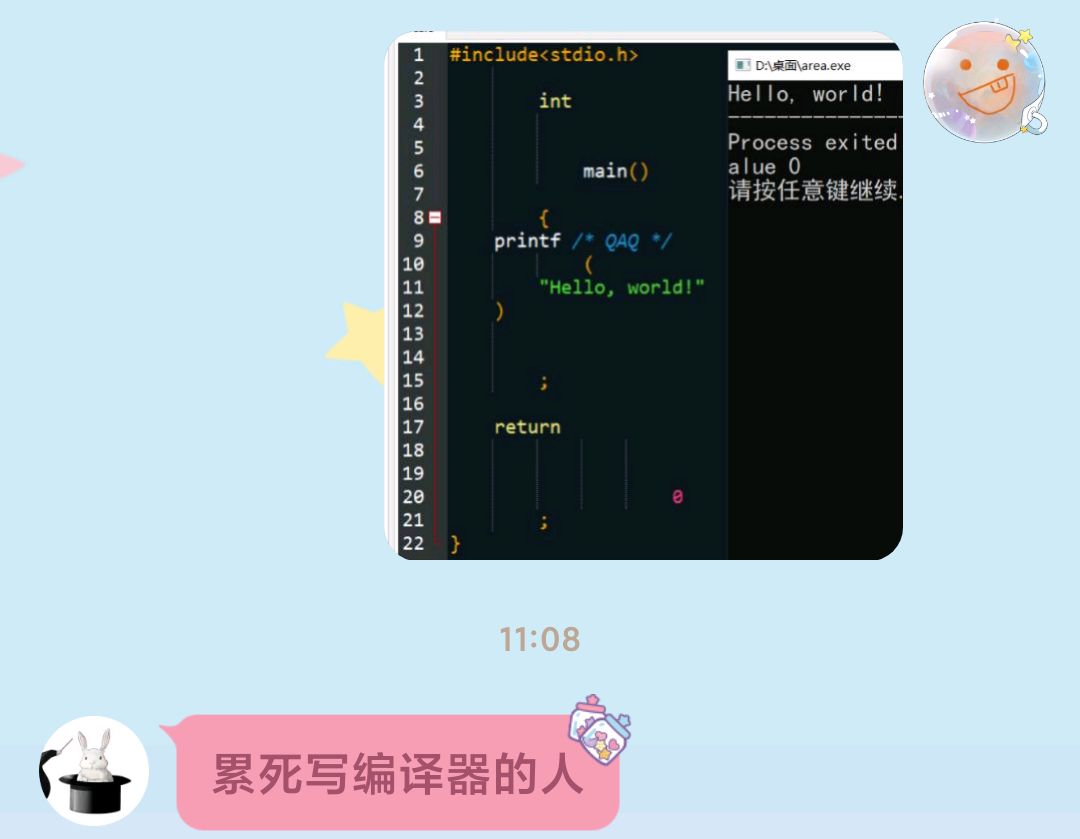 1 #include<stdio.h>
2
3 int
4
5
6 main()
7
8 {
9 printf /* QAQ */
10 (
11 "Hello, world!"
12 )
13
14
15 ;
16
17 return
18
19
20 0
21 ;
22 }
D:\桌面\area.exe
Hello, world!
--------------------------------
Process exited
alue 0
请按任意键继续.
11:08
累死写编译器的人